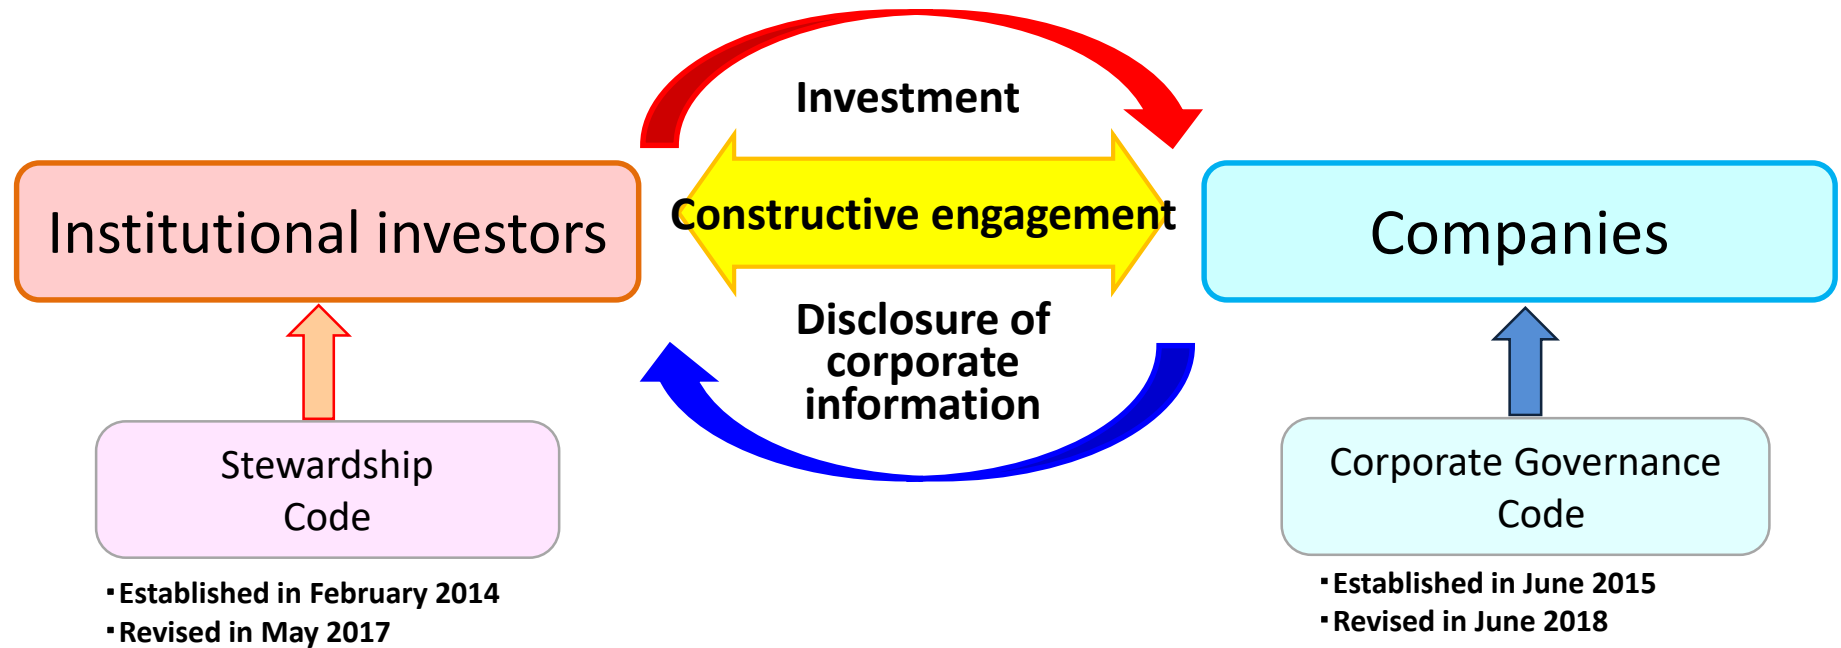 Investment
Institutional investors
Constructive engagement
Companies
Disclosure of
corporate
information
Stewardship
Code
Corporate Governance
Code
▪Established in February 2014
▪Revised in May 2017
▪Established in June 2015
▪Revised in June 2018